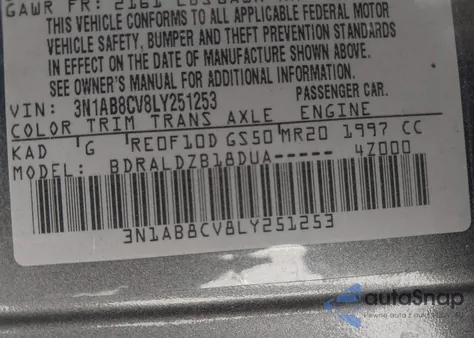 GAWR FR: 2161 LBS
THIS VEHICLE CONFORMS TO ALL APPLICABLE FEDERAL MOTOR
VEHICLE SAFETY, BUMPER AND THEFT PREVENTION STANDARDS
IN EFFECT ON THE DATE OF MANUFACTURE SHOWN ABOVE.
SEE OWNER'S MANUAL FOR ADDITIONAL INFORMATION.
VIN: 3N1AB8CV8LY251253 PASSENGER CAR.
COLOR TRIM TRANS AXLE ENGINE
KAD G RE0F10D GS50 MR20 1997 CC
MODEL: BDRALDZB18DUA----- 4Z000
3N1AB8CV8LY251253
autoSnap